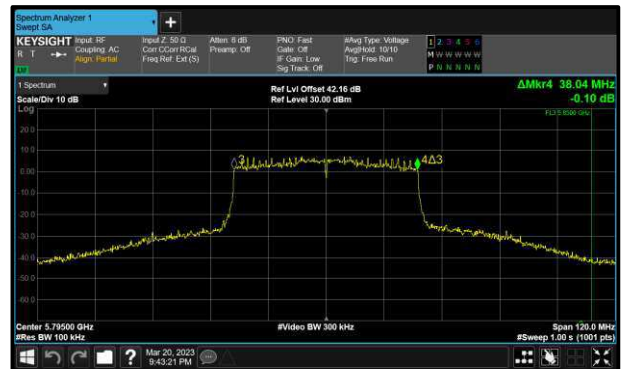 Spectrum Analyzer 1
Swept SA
KEYSIGHT
R T
Input: RF
Coupling: AC
Align: Partial
Input Z: 50 Ω
Corr CCorr RCal
Freq Ref: Ext (S)
Atten: 6 dB
Preamp: Off
PNO: Fast
Gate: Off
IF Gain: Low
Sig Track: Off
#Avg Type: Voltage
Avg|Hold: 10/10
Trig: Free Run
1 2 3 4 5 6
M W W W W W
P N N N N N
1 Spectrum
Scale/Div 10 dB
Log
Ref Lvl Offset 42.16 dB
Ref Level 30.00 dBm
ΔMkr4 38.04 MHz
-0.10 dB
20.0
10.0
0.00
-10.0
-20.0
-30.0
-40.0
-50.0
-60.0
3
4Δ3
Center 5.79500 GHz
#Res BW 100 kHz
#Video BW 300 kHz
Span 120.0 MHz
#Sweep 1.00 s (1001 pts)
?
Mar 20, 2023
9:43:21 PM